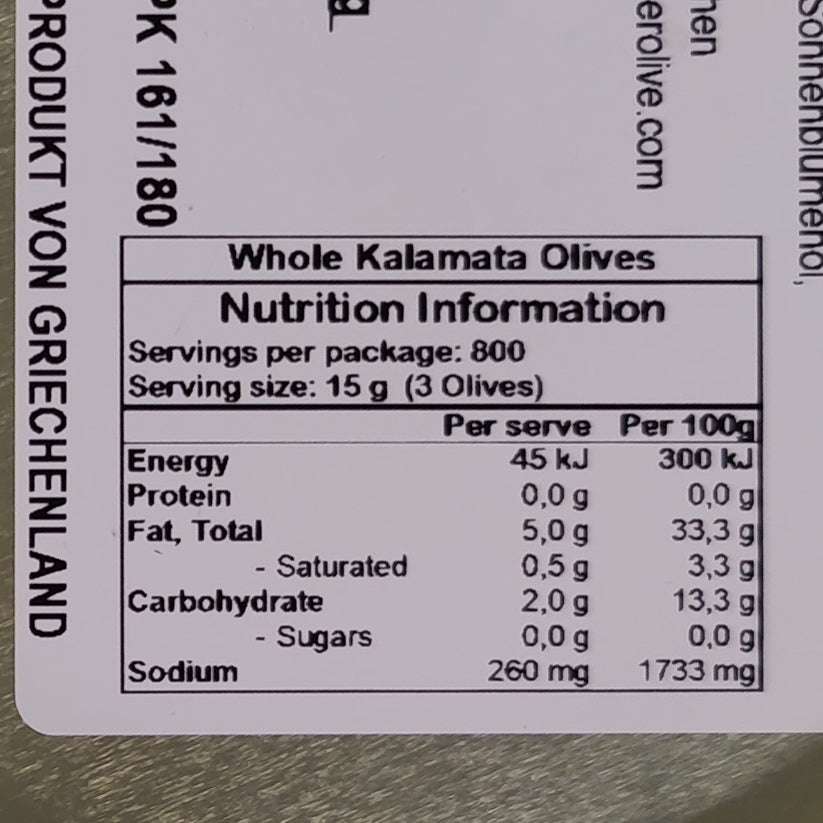 Sonnenblumenöl,
erolive.com
PK 161/180
PRODUKT VON GRIECHENLAND
Whole Kalamata Olives
Nutrition Information
Servings per package: 800
Serving size: 15 g (3 Olives)
Per serve Per 100g
Energy 45 kJ 300 kJ
Protein 0,0 g 0,0 g
Fat, Total 5,0 g 33,3 g
- Saturated 0,5 g 3,3 g
Carbohydrate 2,0 g 13,3 g
- Sugars 0,0 g 0,0 g
Sodium 260 mg 1733 mg